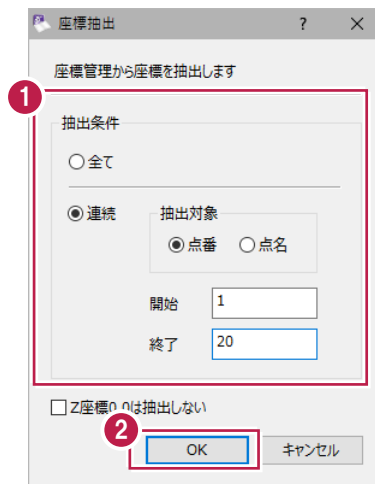 座標抽出 ?
座標管理から座標を抽出します
1
抽出条件
全て
連続
抽出対象
点番 点名
開始 1
終了 20
Z座標0.0は抽出しない
2
OK キャンセル